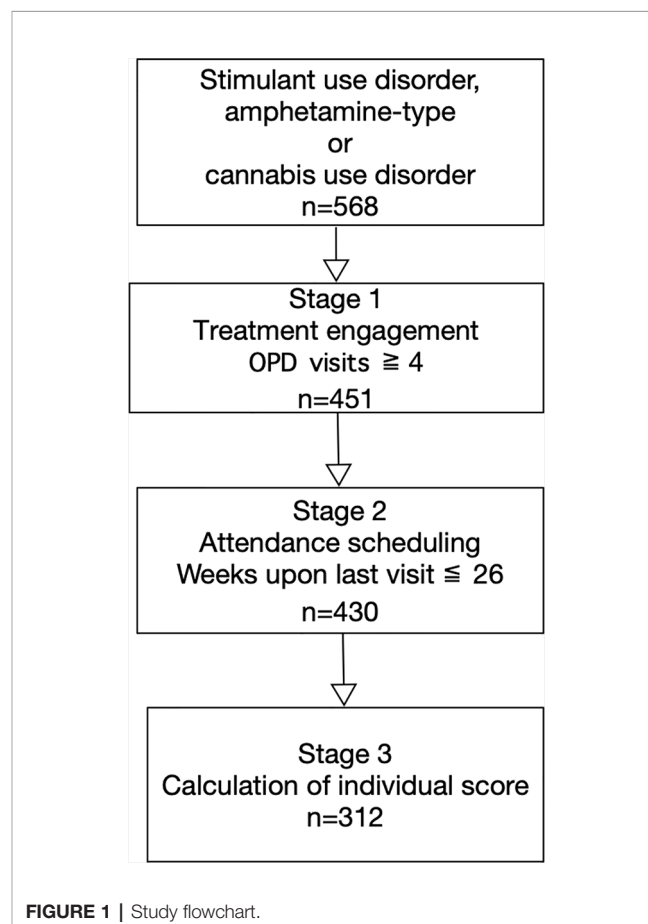 Stimulant use disorder,
amphetamine-type
or
cannabis use disorder
n=568
Stage 1
Treatment engagement
OPD visits ≧ 4
n=451
Stage 2
Attendance scheduling
Weeks upon last visit ≦ 26
n=430
Stage 3
Calculation of individual score
n=312
FIGURE 1 | Study flowchart.